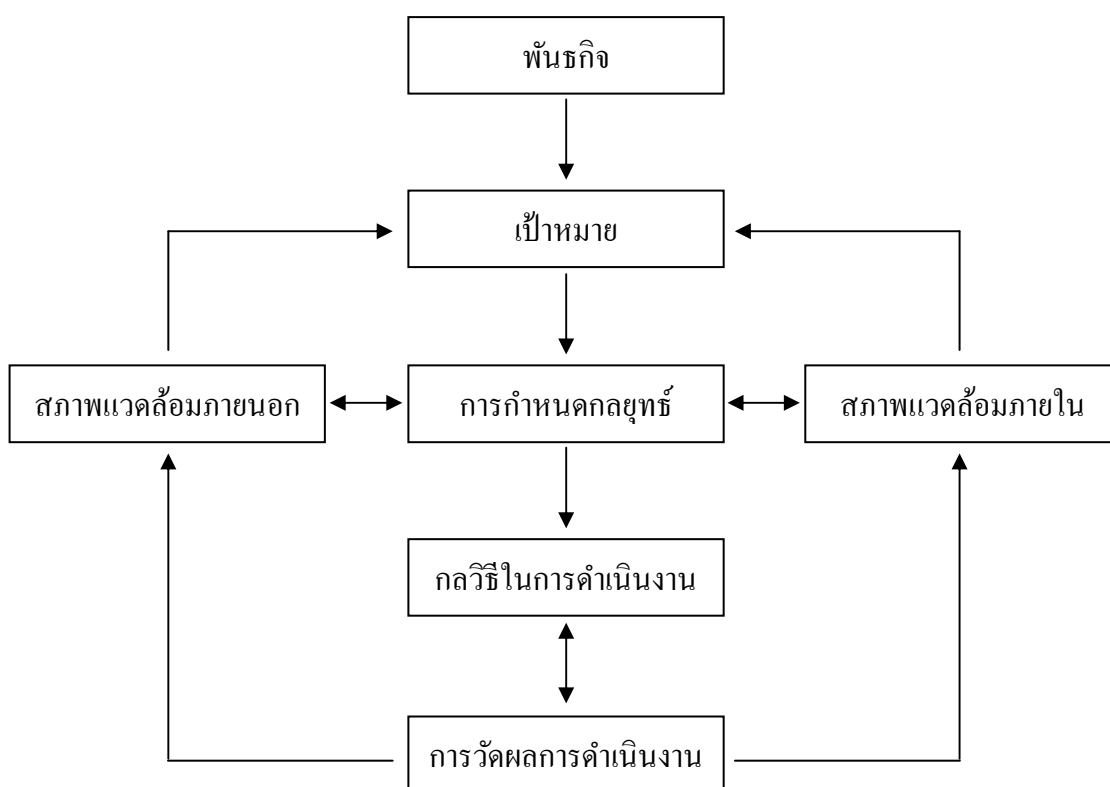 พันธกิจ
เป้าหมาย
สภาพแวดล้อมภายนอก
การกำหนดกลยุทธ์
สภาพแวดล้อมภายใน
กลวิธีในการดำเนินงาน
การวัดผลการดำเนินงาน